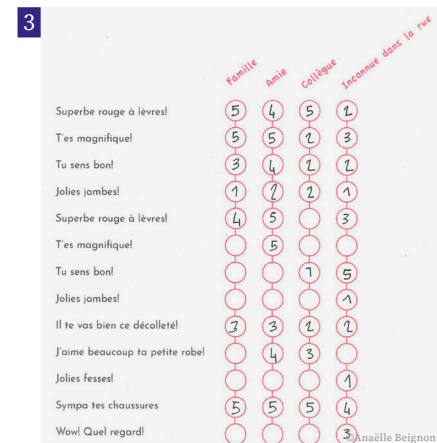 3
Famille Amie Collègue Inconnue dans la rue
Superbe rouge à lèvres! 5 4 5 2
T'es magnifique! 5 5 2 3
Tu sens bon! 3 4 2 2
Jolies jambes! 1 2 2 1
Superbe rouge à lèvres! 4 5 3
T'es magnifique! 5
Tu sens bon! 1 5
Jolies jambes! 1
Il te vas bien ce décolleté! 3 3 2 2
J'aime beaucoup ta petite robe! 4 3
Jolies fesses! 1
Sympa tes chaussures 5 5 5 4
Wow! Quel regard! 3
©Anaëlle Beignon